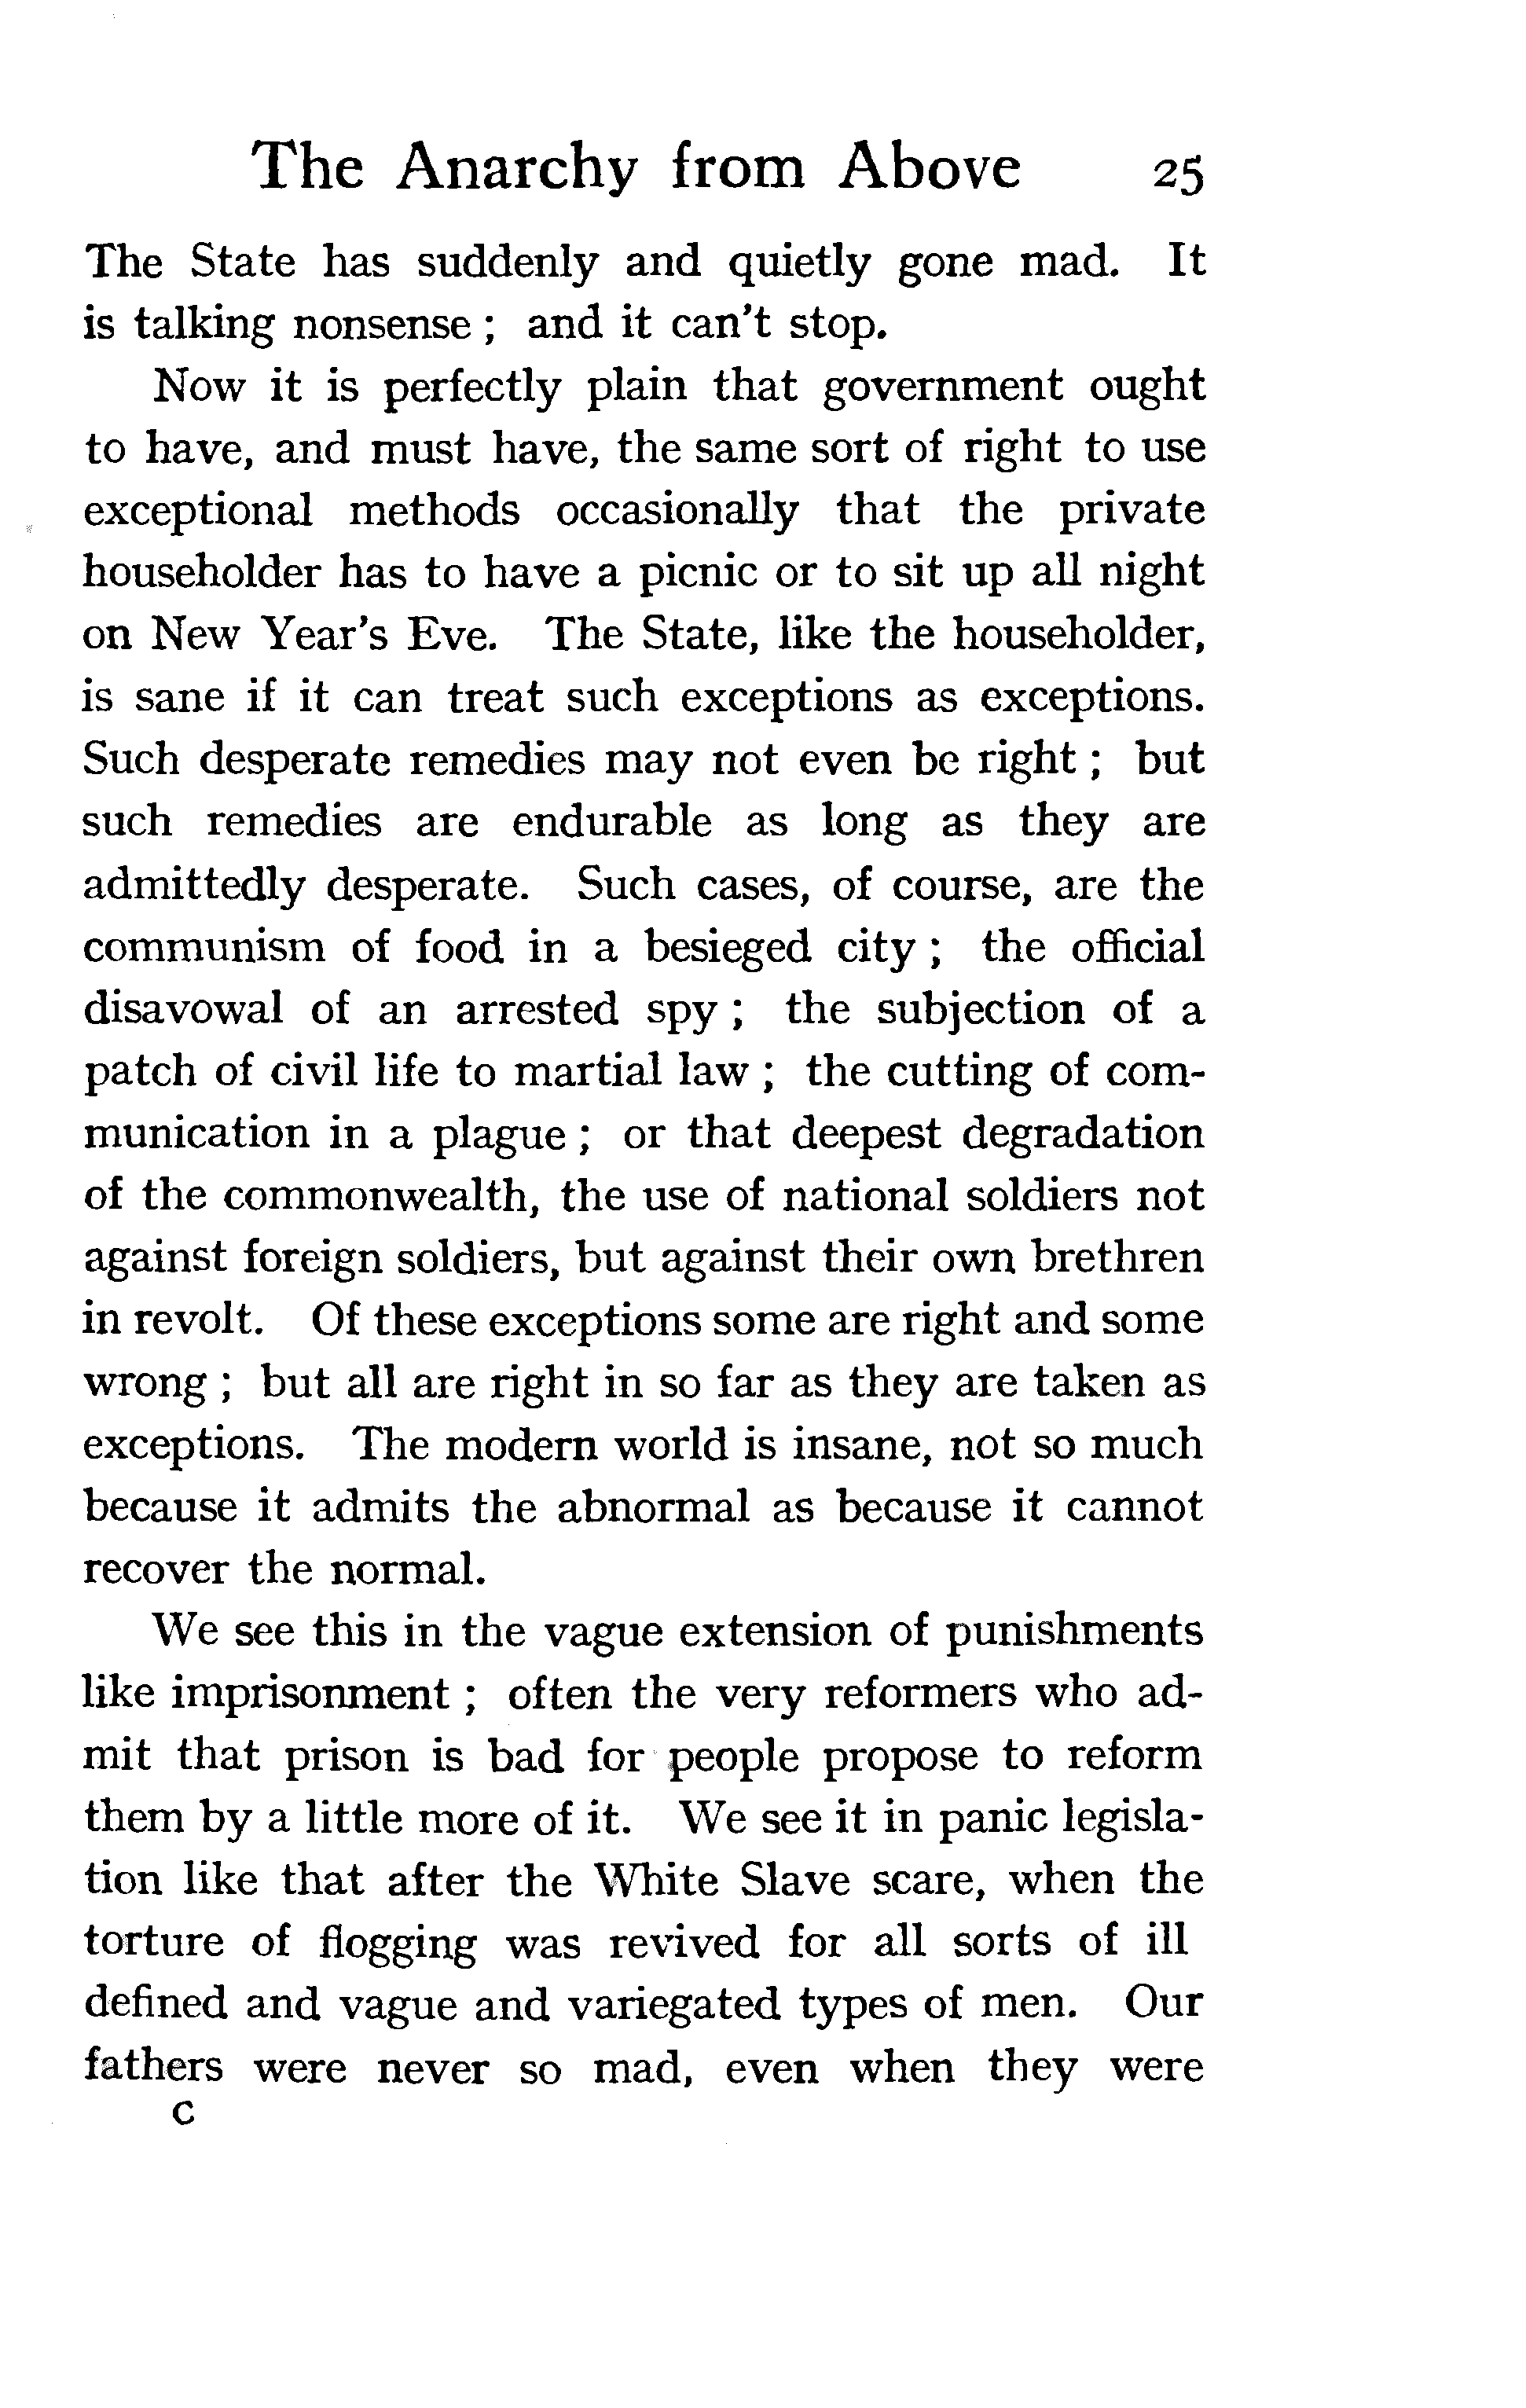 The Anarchy from Above 25
The State has suddenly and quietly gone mad. It
is talking nonsense ; and it can't stop.
Now it is perfectly plain that government ought
to have, and must have, the same sort of right to use
exceptional methods occasionally that the private
householder has to have a picnic or to sit up all night
on New Year's Eve. The State, like the householder,
is sane if it can treat such exceptions as exceptions.
Such desperate remedies may not even be right ; but
such remedies are endurable as long as they are
admittedly desperate. Such cases, of course, are the
communism of food in a besieged city ; the official
disavowal of an arrested spy ; the subjection of a
patch of civil life to martial law ; the cutting of com-
munication in a plague ; or that deepest degradation
of the commonwealth, the use of national soldiers not
against foreign soldiers, but against their own brethren
in revolt. Of these exceptions some are right and some
wrong ; but all are right in so far as they are taken as
exceptions. The modern world is insane, not so much
because it admits the abnormal as because it cannot
recover the normal.
We see this in the vague extension of punishments
like imprisonment ; often the very reformers who ad-
mit that prison is bad for people propose to reform
them by a little more of it. We see it in panic legisla-
tion like that after the White Slave scare, when the
torture of flogging was revived for all sorts of ill
defined and vague and variegated types of men. Our
fathers were never so mad, even when they were
C